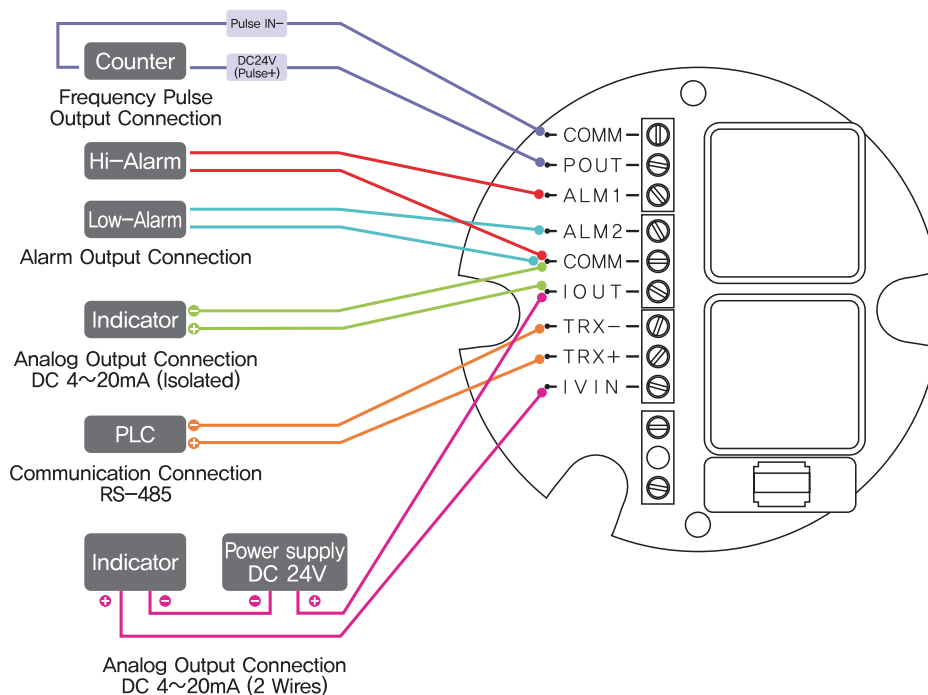 Pulse IN-
Counter
DC24V
(Pulse+)
Frequency Pulse
Output Connection
Hi-Alarm
Low-Alarm
Alarm Output Connection
Indicator
⊖
⊕
Analog Output Connection
DC 4~20mA (Isolated)
PLC
⊖
⊕
Communication Connection
RS-485
Indicator
⊕
⊖
Power supply
DC 24V
⊖
⊕
Analog Output Connection
DC 4~20mA (2 Wires)
COMM
POUT
ALM1
ALM2
COMM
IOUT
TRX-
TRX+
IVIN